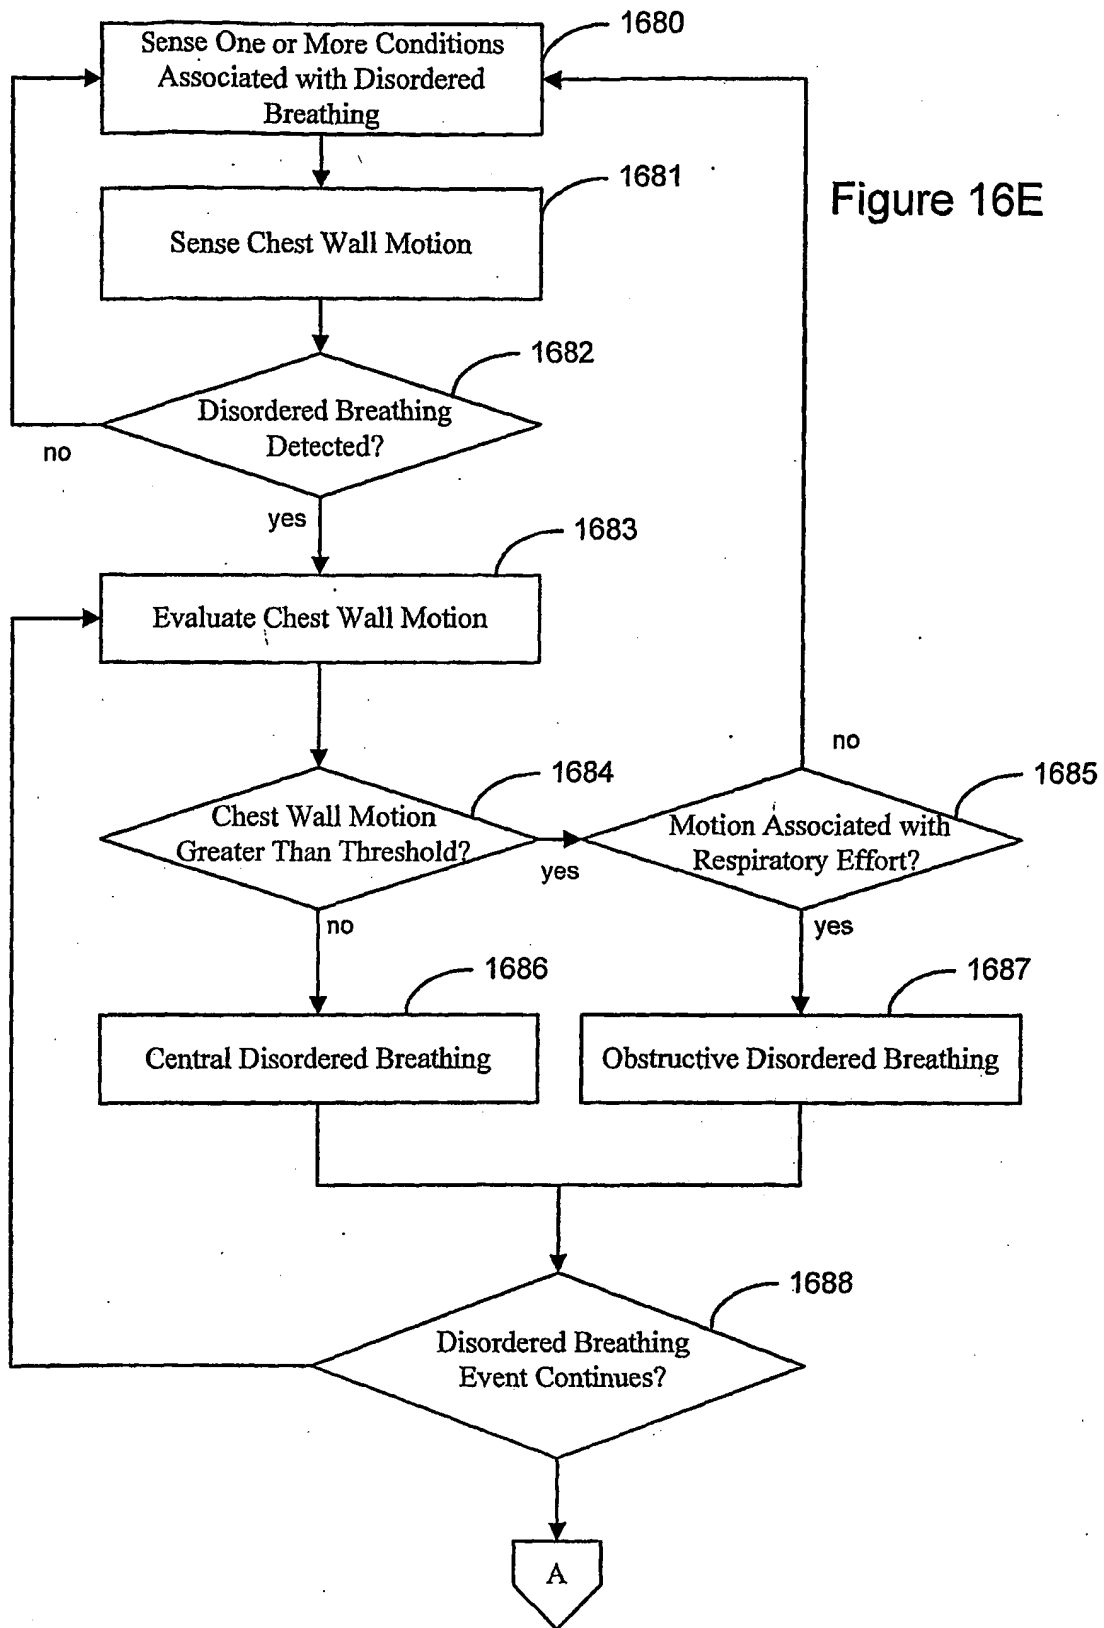 1680
Sense One or More Conditions
Associated with Disordered
Breathing
1681
Figure 16E
Sense Chest Wall Motion
1682
Disordered Breathing
Detected?
no
yes
1683
Evaluate Chest Wall Motion
no
1684
1685
Chest Wall Motion
Greater Than Threshold?
Motion Associated with
Respiratory Effort?
yes
no
yes
1686
1687
Central Disordered Breathing
Obstructive Disordered Breathing
1688
Disordered Breathing
Event Continues?
A